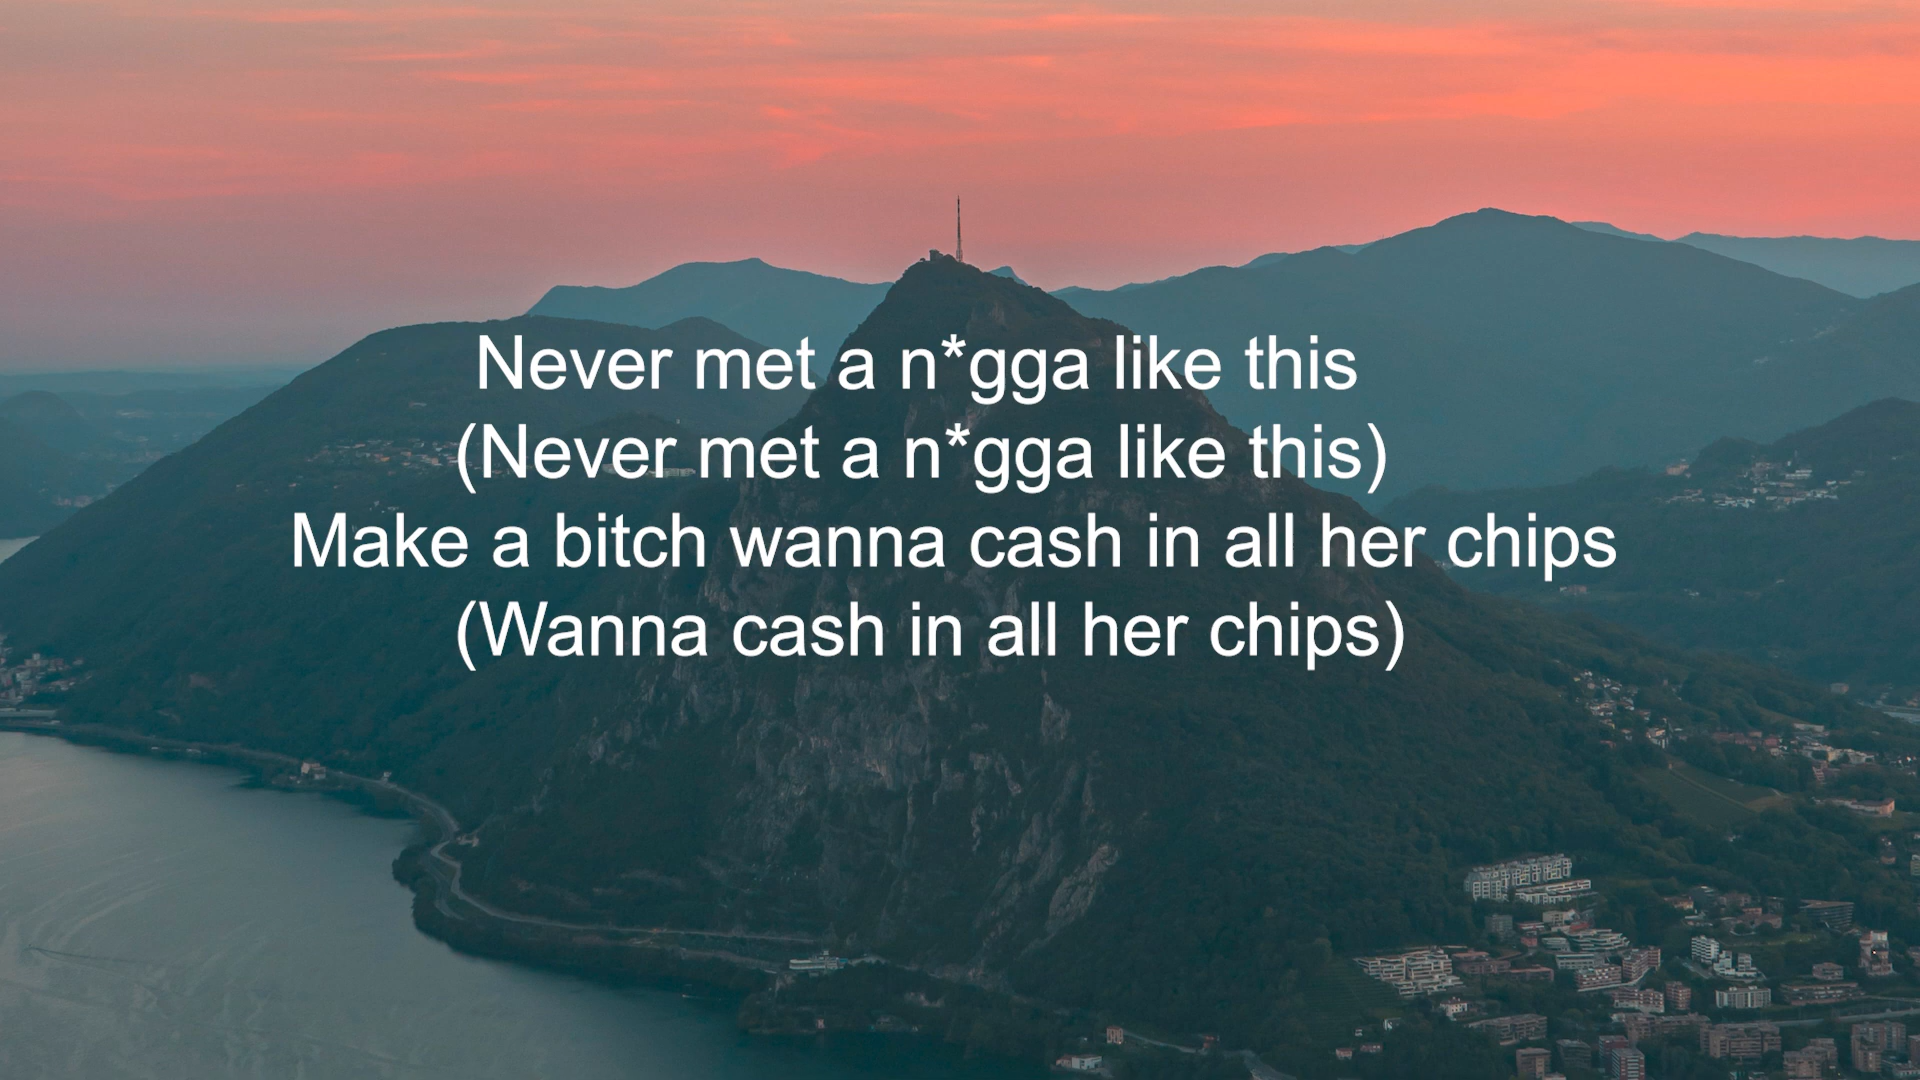 Never met a n*gga like this
(Never met a n*gga like this)
Make a bitch wanna cash in all her chips
(Wanna cash in all her chips)